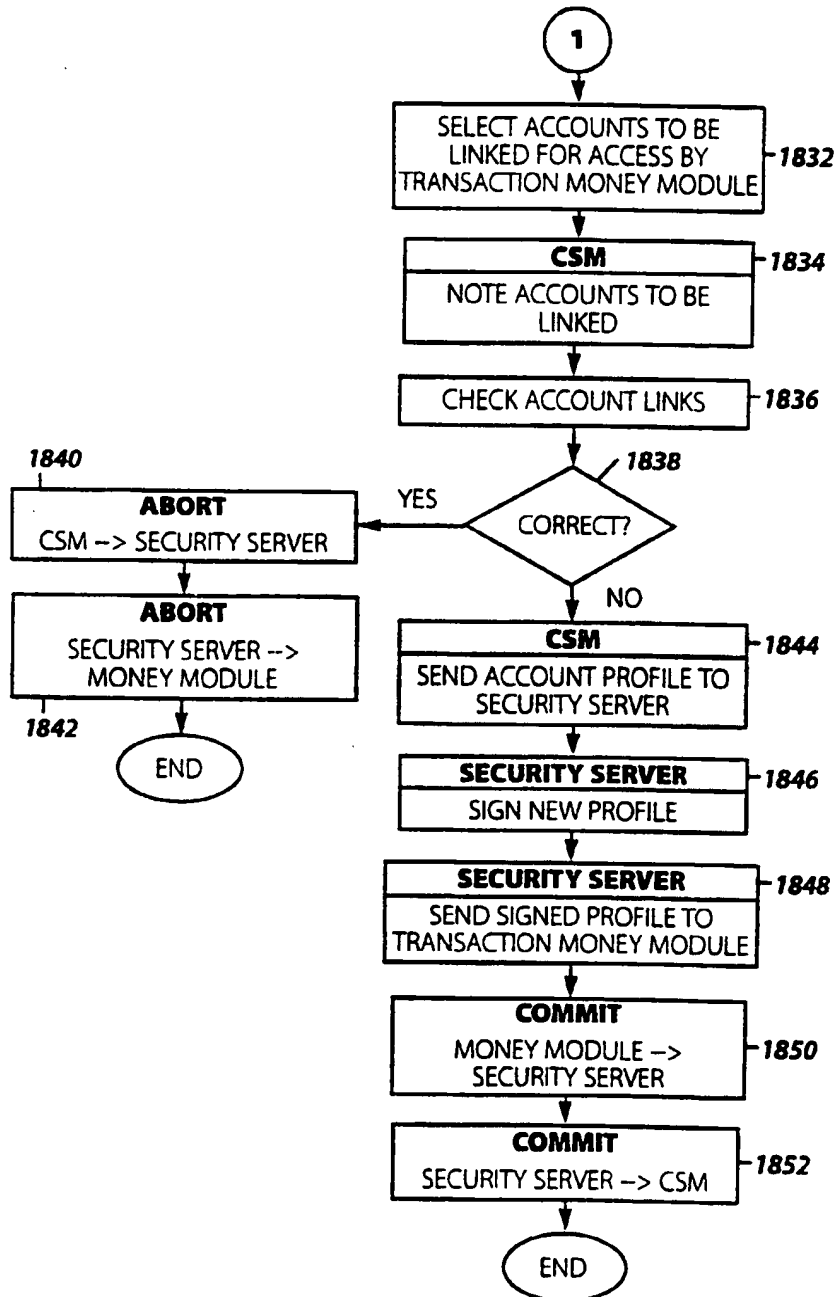 1
SELECT ACCOUNTS TO BE
LINKED FOR ACCESS BY
TRANSACTION MONEY MODULE
1832
CSM
1834
NOTE ACCOUNTS TO BE
LINKED
CHECK ACCOUNT LINKS
1836
1838
CORRECT?
YES
1840
ABORT
CSM --> SECURITY SERVER
ABORT
SECURITY SERVER -->
MONEY MODULE
1842
END
NO
CSM
1844
SEND ACCOUNT PROFILE TO
SECURITY SERVER
SECURITY SERVER
1846
SIGN NEW PROFILE
SECURITY SERVER
1848
SEND SIGNED PROFILE TO
TRANSACTION MONEY MODULE
COMMIT
MONEY MODULE -->
SECURITY SERVER
1850
COMMIT
SECURITY SERVER --> CSM
1852
END